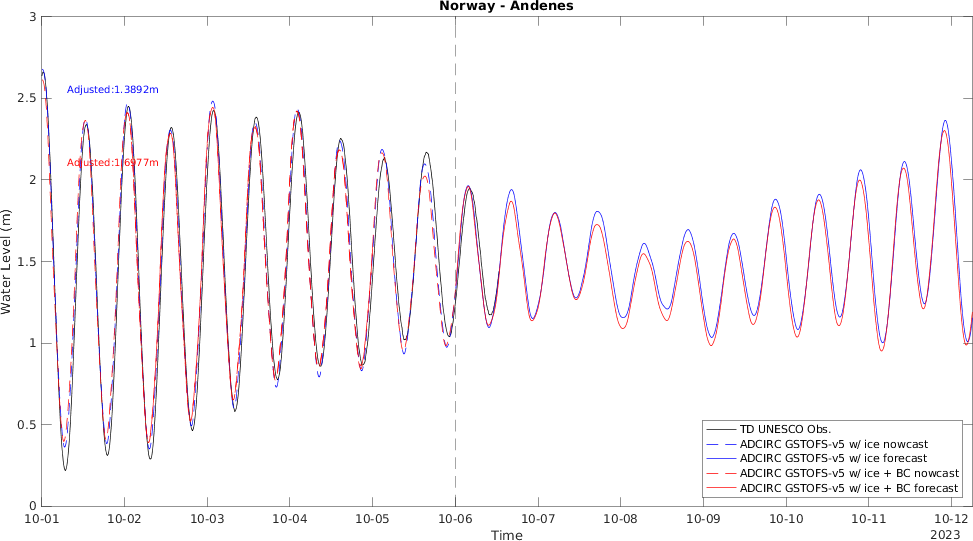 Norway - Andenes
3
2.5
2
1.5
1
0.5
0
Water Level (m)
Adjusted:1.3892m
Adjusted:1.6977m
TD UNESCO Obs.
ADCIRC GSTOFS-v5 w/ ice nowcast
ADCIRC GSTOFS-v5 w/ ice forecast
ADCIRC GSTOFS-v5 w/ ice + BC nowcast
ADCIRC GSTOFS-v5 w/ ice + BC forecast
10-01 10-02 10-03 10-04 10-05 10-06 10-07 10-08 10-09 10-10 10-11 10-12
Time
2023